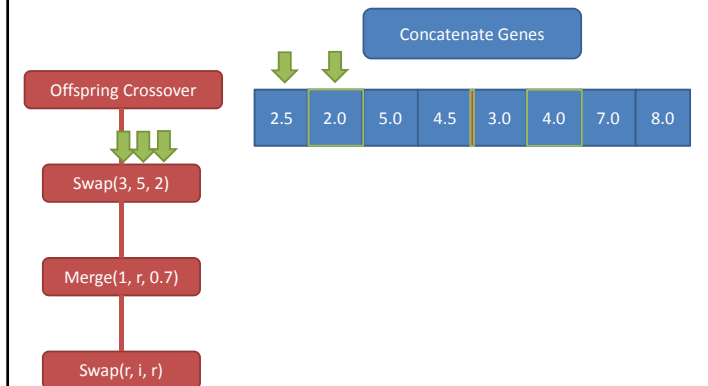 Concatenate Genes
Offspring Crossover
2.5 2.0 5.0 4.5 3.0 4.0 7.0 8.0
Swap(3, 5, 2)
Merge(1, r, 0.7)
Swap(r, i, r)